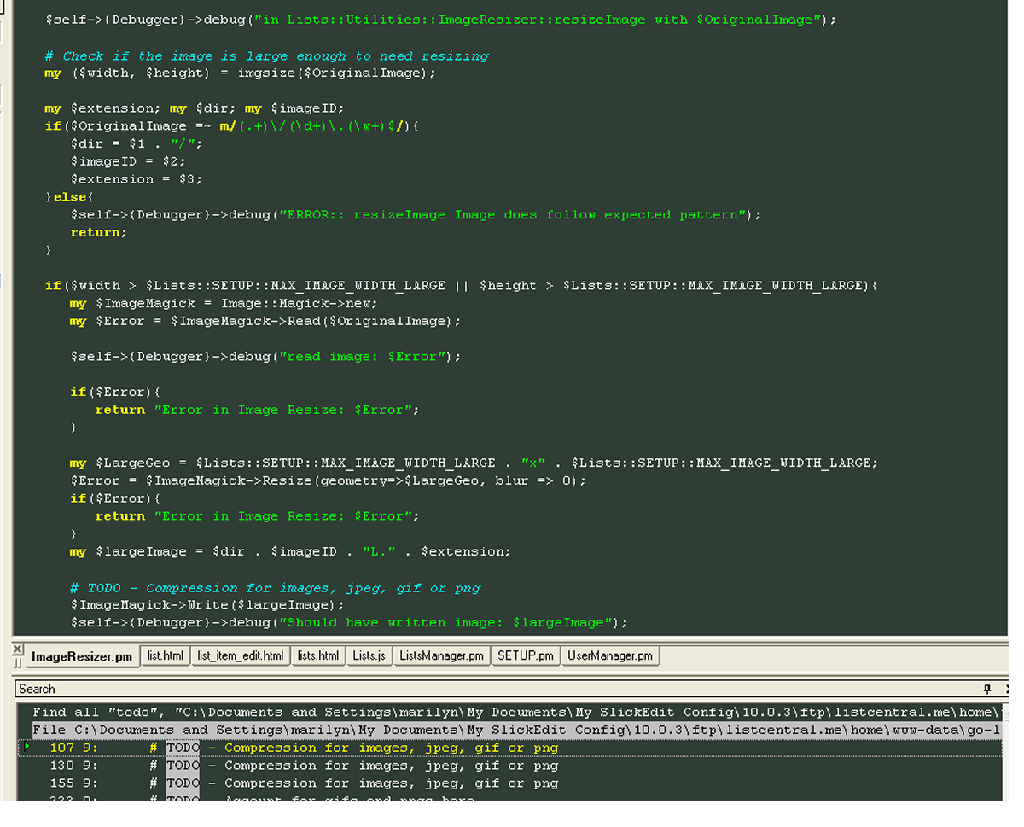 $self->{Debugger}->debug("in Lists::Utilities::ImageResizer::resizeImage with $OriginalImage");
# Check if the image is large enough to need resizing
my ($width, $height) = imgsize($OriginalImage);
my $extension; my $dir; my $imageID;
if($OriginalImage =~ m/(.+)\/(\d+)\.(\w+)$/){
$dir = $1 . "/";
$imageID = $2;
$extension = $3;
}else{
$self->{Debugger}->debug("ERROR:: resizeImage Image does follow expected pattern");
return;
}
if($width > $Lists::SETUP::MAX_IMAGE_WIDTH_LARGE || $height > $Lists::SETUP::MAX_IMAGE_WIDTH_LARGE){
my $ImageMagick = Image::Magick->new;
my $Error = $ImageMagick->Read($OriginalImage);
$self->{Debugger}->debug("read image: $Error");
if($Error){
return "Error in Image Resize: $Error";
}
my $LargeGeo = $Lists::SETUP::MAX_IMAGE_WIDTH_LARGE . "x" . $Lists::SETUP::MAX_IMAGE_WIDTH_LARGE;
$Error = $ImageMagick->Resize(geometry=>$LargeGeo, blur => 0);
if($Error){
return "Error in Image Resize: $Error";
}
my $largeImage = $dir . $imageID . "L." . $extension;
# TODO - Compression for images, jpeg, gif or png
$ImageMagick->Write($largeImage);
$self->{Debugger}->debug("Should have written image: $largeImage");
ImageResizer.pm list.html list_item_edit.html lists.html Lists.js ListsManager.pm SETUP.pm UserManager.pm
Search
Find all "todo", "C:\Documents and Settings\marilyn\My Documents\My SlickEdit Config\10.0.3\ftp\listcentral.me\home\
File C:\Documents and Settings\marilyn\My Documents\My SlickEdit Config\10.0.3\ftp\listcentral.me\home\www-data\go-l
107 9: # TODO - Compression for images, jpeg, gif or png
130 9: # TODO - Compression for images, jpeg, gif or png
155 9: # TODO - Compression for images, jpeg, gif or png
# TODO - Account for gifs and pngs here